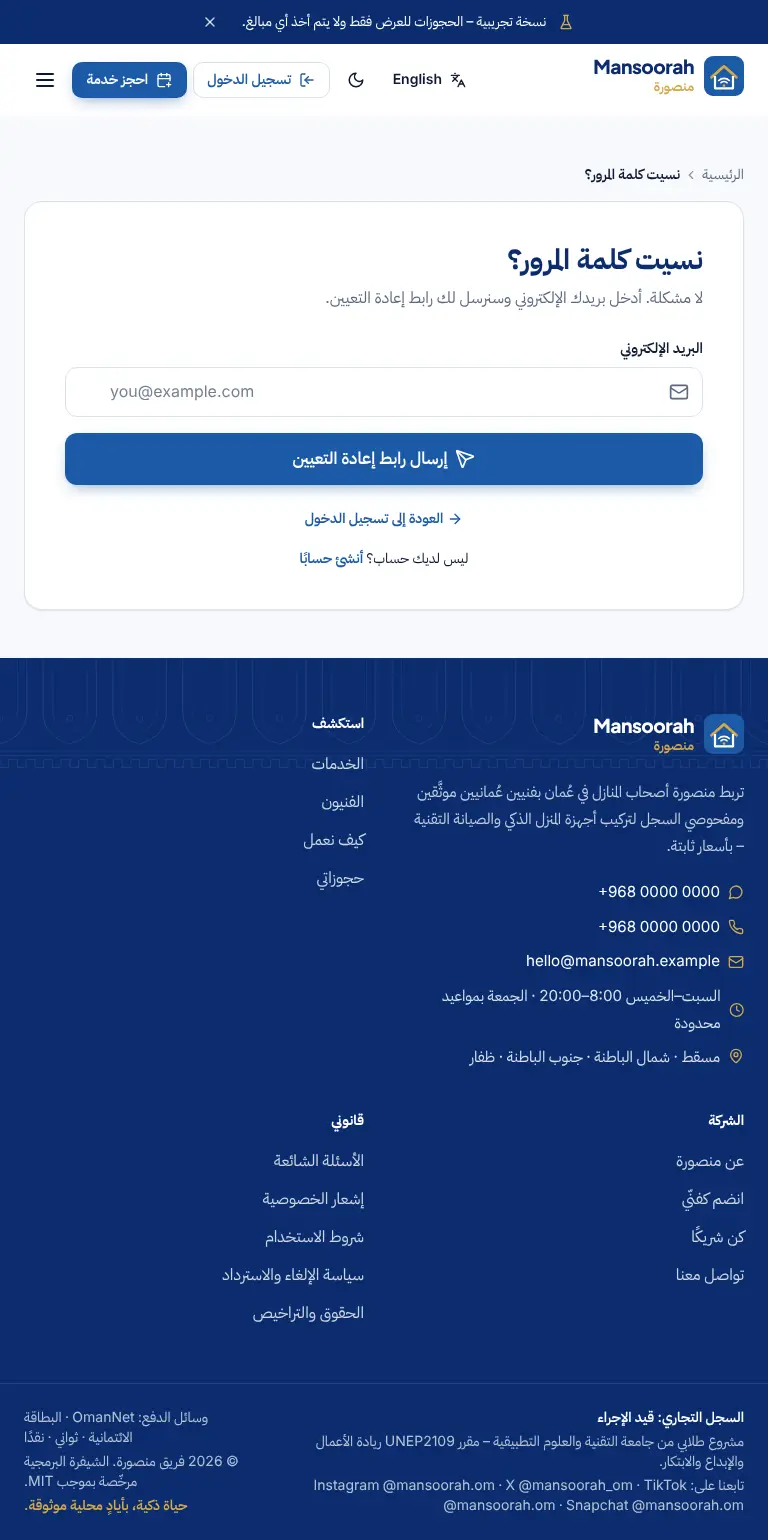 نسخة تجريبية – الحجوزات للعرض فقط ولا يتم أخذ أي مبالغ.
Mansoorah
منصورة
English
تسجيل الدخول
احجز خدمة
الرئيسية › نسيت كلمة المرور؟
نسيت كلمة المرور؟
لا مشكلة. أدخل بريدك الإلكتروني وسنرسل لك رابط إعادة التعيين.
البريد الإلكتروني
you@example.com
إرسال رابط إعادة التعيين
العودة إلى تسجيل الدخول
ليس لديك حساب؟ أنشئ حسابًا
Mansoorah
منصورة
تربط منصورة أصحاب المنازل في عُمان بفنيين عُمانيين موثَّقين
ومفحوصي السجل لتركيب أجهزة المنزل الذكي والصيانة التقنية
– بأسعار ثابتة.
+968 0000 0000
+968 0000 0000
hello@mansoorah.example
السبت–الخميس 8:00–20:00 · الجمعة بمواعيد
محدودة
مسقط · شمال الباطنة · جنوب الباطنة · ظفار
استكشف
الخدمات
الفنيون
كيف نعمل
حجوزاتي
الشركة
عن منصورة
انضم كفنّي
كن شريكًا
تواصل معنا
قانوني
الأسئلة الشائعة
إشعار الخصوصية
شروط الاستخدام
سياسة الإلغاء والاسترداد
الحقوق والتراخيص
السجل التجاري: قيد الإجراء
مشروع طلابي من جامعة التقنية والعلوم التطبيقية – مقرر UNEP2109 ريادة الأعمال
والإبداع والابتكار.
تابعنا على: Instagram @mansoorah.om · X @mansoorah_om · TikTok
@mansoorah.om · Snapchat @mansoorah.om
وسائل الدفع: OmanNet · البطاقة
الائتمانية · ثواني · نقدًا
© 2026 فريق منصورة. الشيفرة البرمجية
مرخّصة بموجب MIT.
حياة ذكية، بأيادٍ محلية موثوقة.